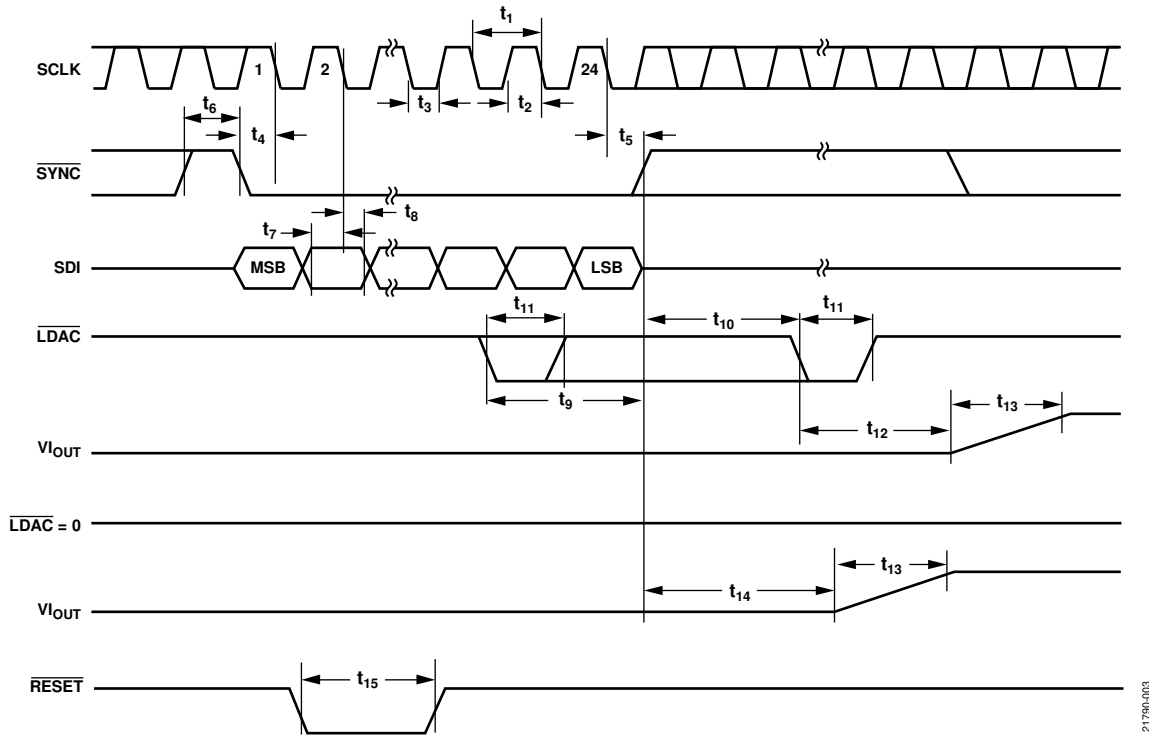 t1
SCLK
1
2
24
t3
t2
t6
t4
t5
SYNC
t8
t7
SDI
MSB
LSB
t11
t10
t11
LDAC
t9
t13
t12
VIOUT
LDAC = 0
t13
t14
VIOUT
RESET
t15
21790-003